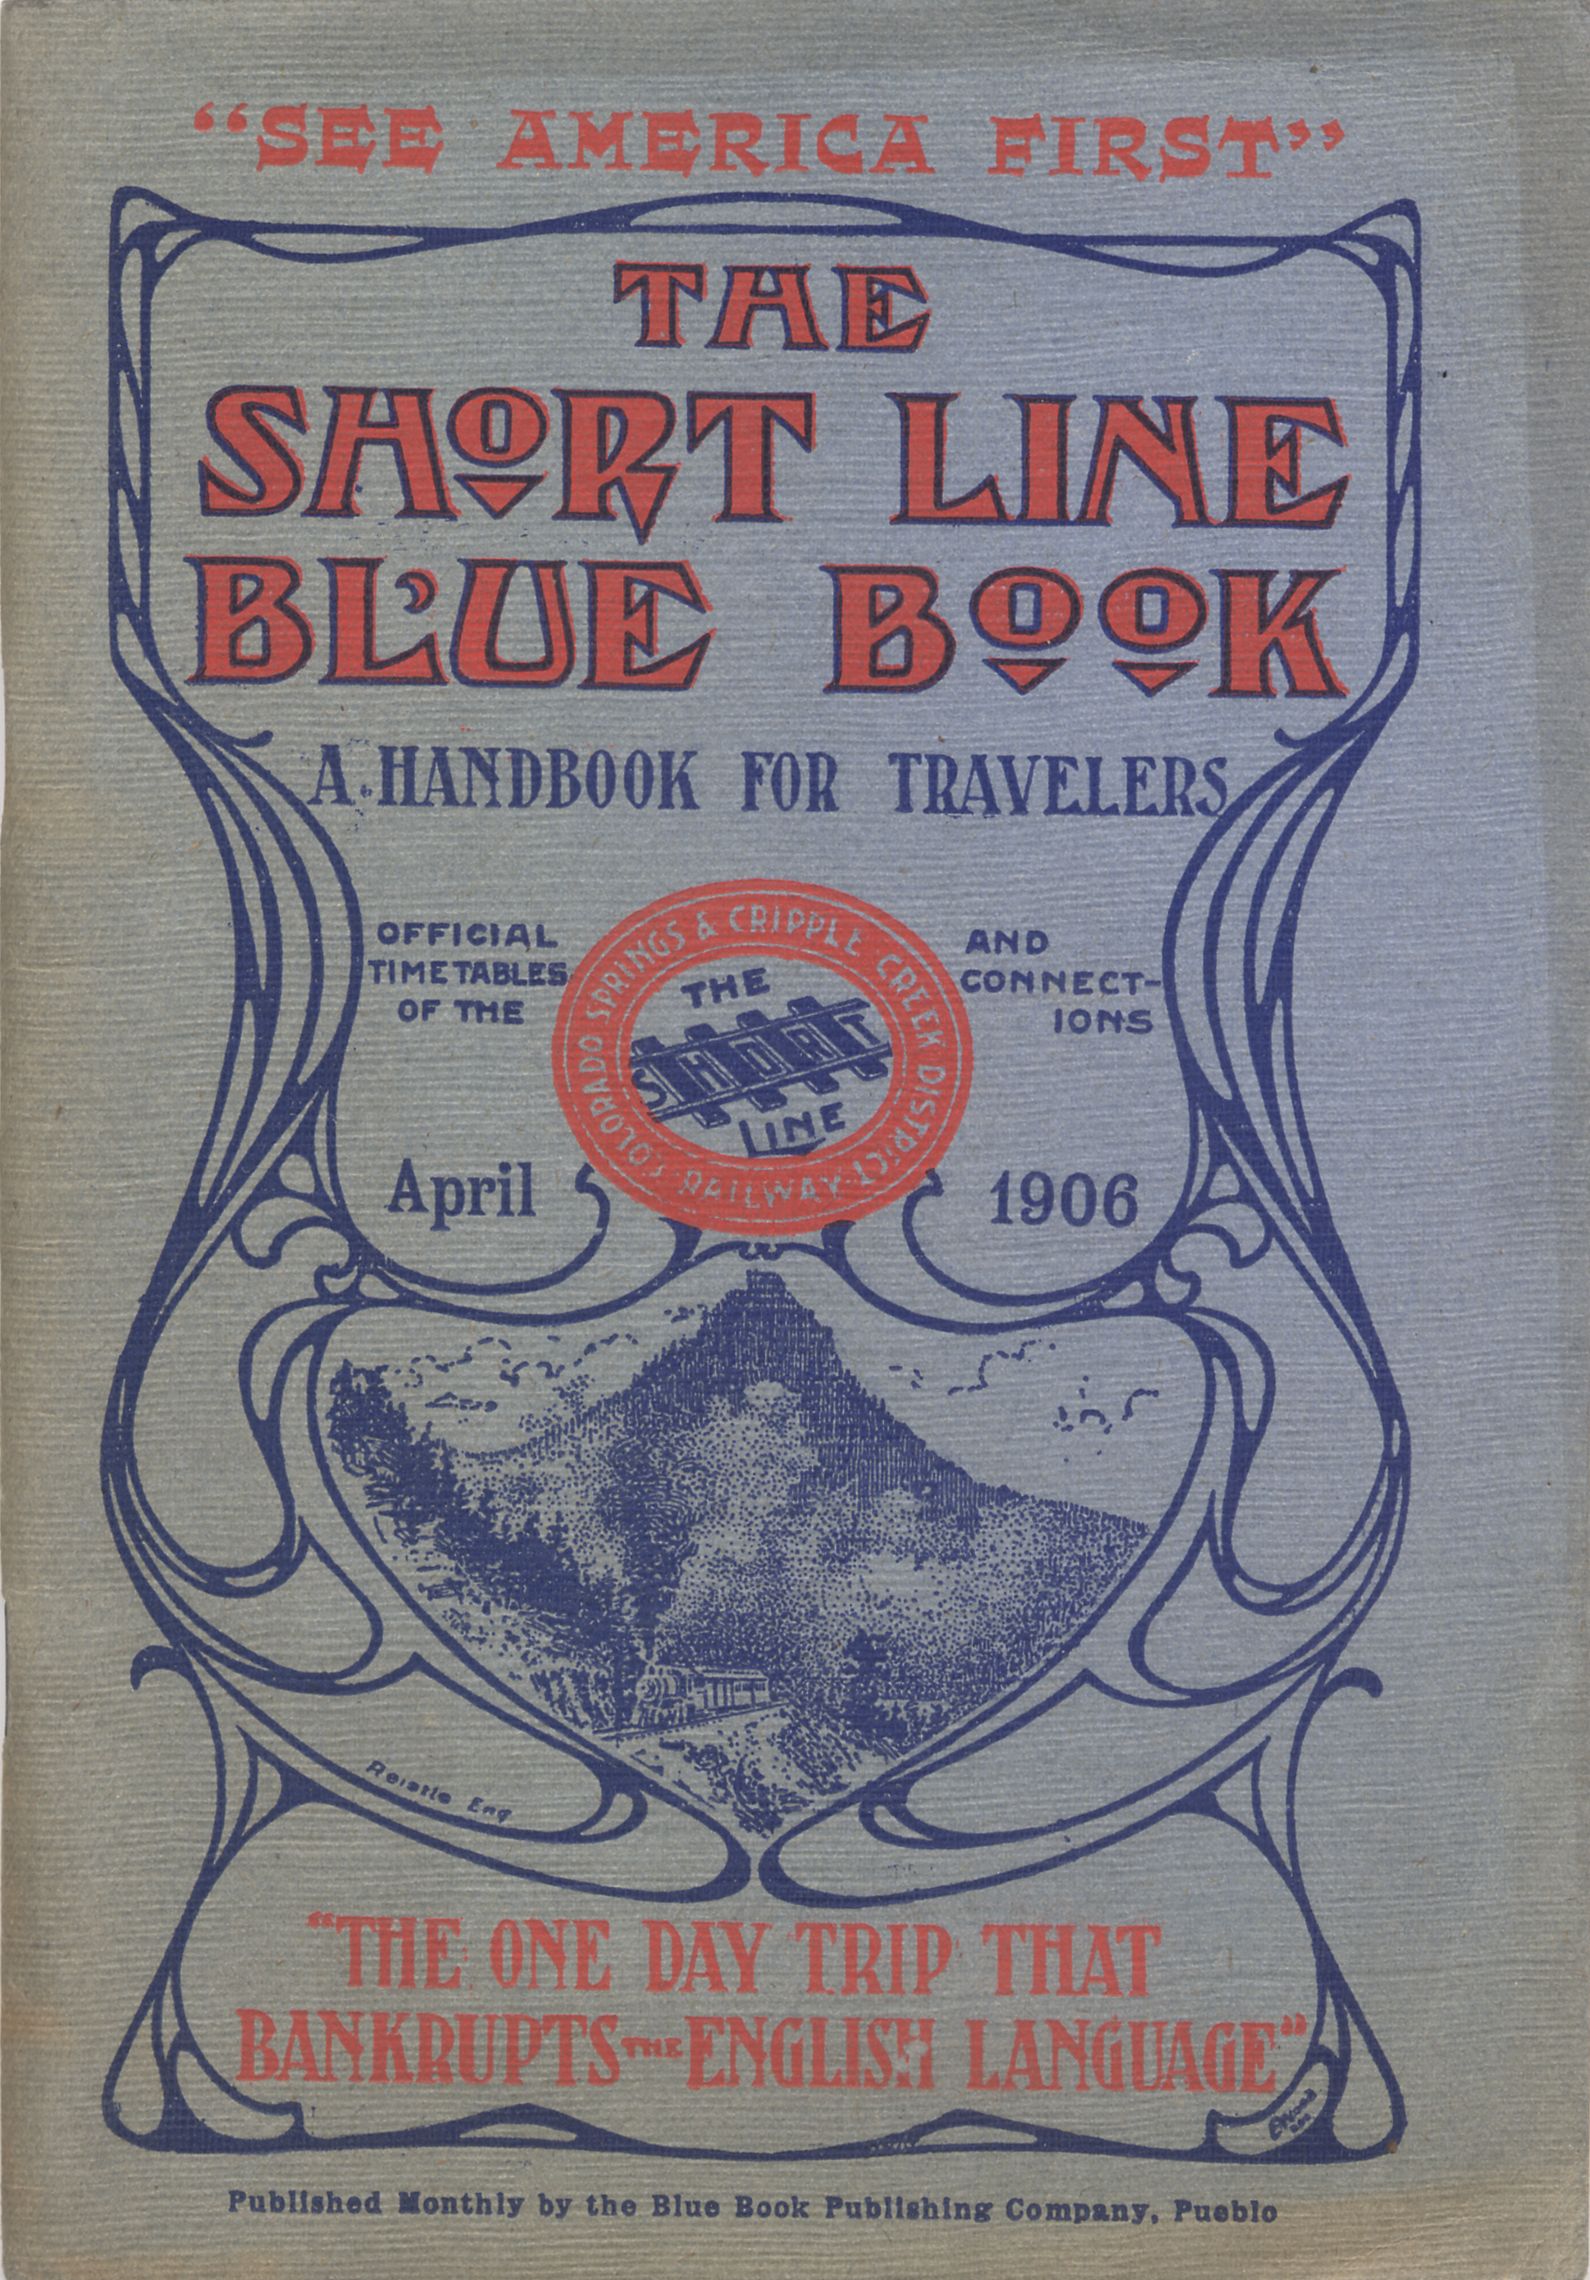 “SEE AMERICA FIRST”
THE
SHORT LINE
BLUE BOOK
A HANDBOOK FOR TRAVELERS
OFFICIAL
TIMETABLES
OF THE
COLORADO SPRINGS & CRIPPLE CREEK DISTRICT
RAILWAY
THE
SHORT
LINE
AND
CONNECT-
IONS
April
1906
Reistle Eng
“THE ONE DAY TRIP THAT
BANKRUPTS THE ENGLISH LANGUAGE”
Published Monthly by the Blue Book Publishing Company, Pueblo